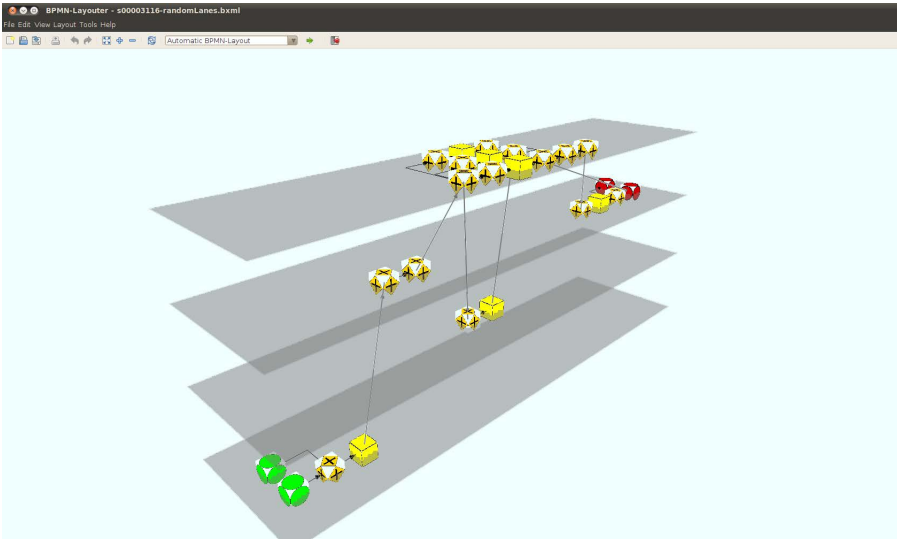 BPMN-Layouter - s00003116-randomLanes.bxml
File Edit View Layout Tools Help
Automatic BPMN-Layout